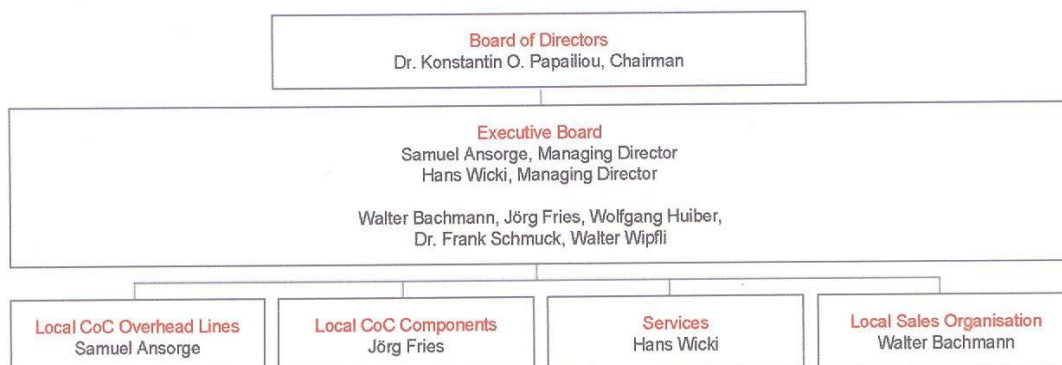 Board of Directors
Dr. Konstantin O. Papailiou, Chairman
Executive Board
Samuel Ansorge, Managing Director
Hans Wicki, Managing Director
Walter Bachmann, Jörg Fries, Wolfgang Huiber,
Dr. Frank Schmuck, Walter Wipfli
Local CoC Overhead Lines
Samuel Ansorge
Local CoC Components
Jörg Fries
Services
Hans Wicki
Local Sales Organisation
Walter Bachmann